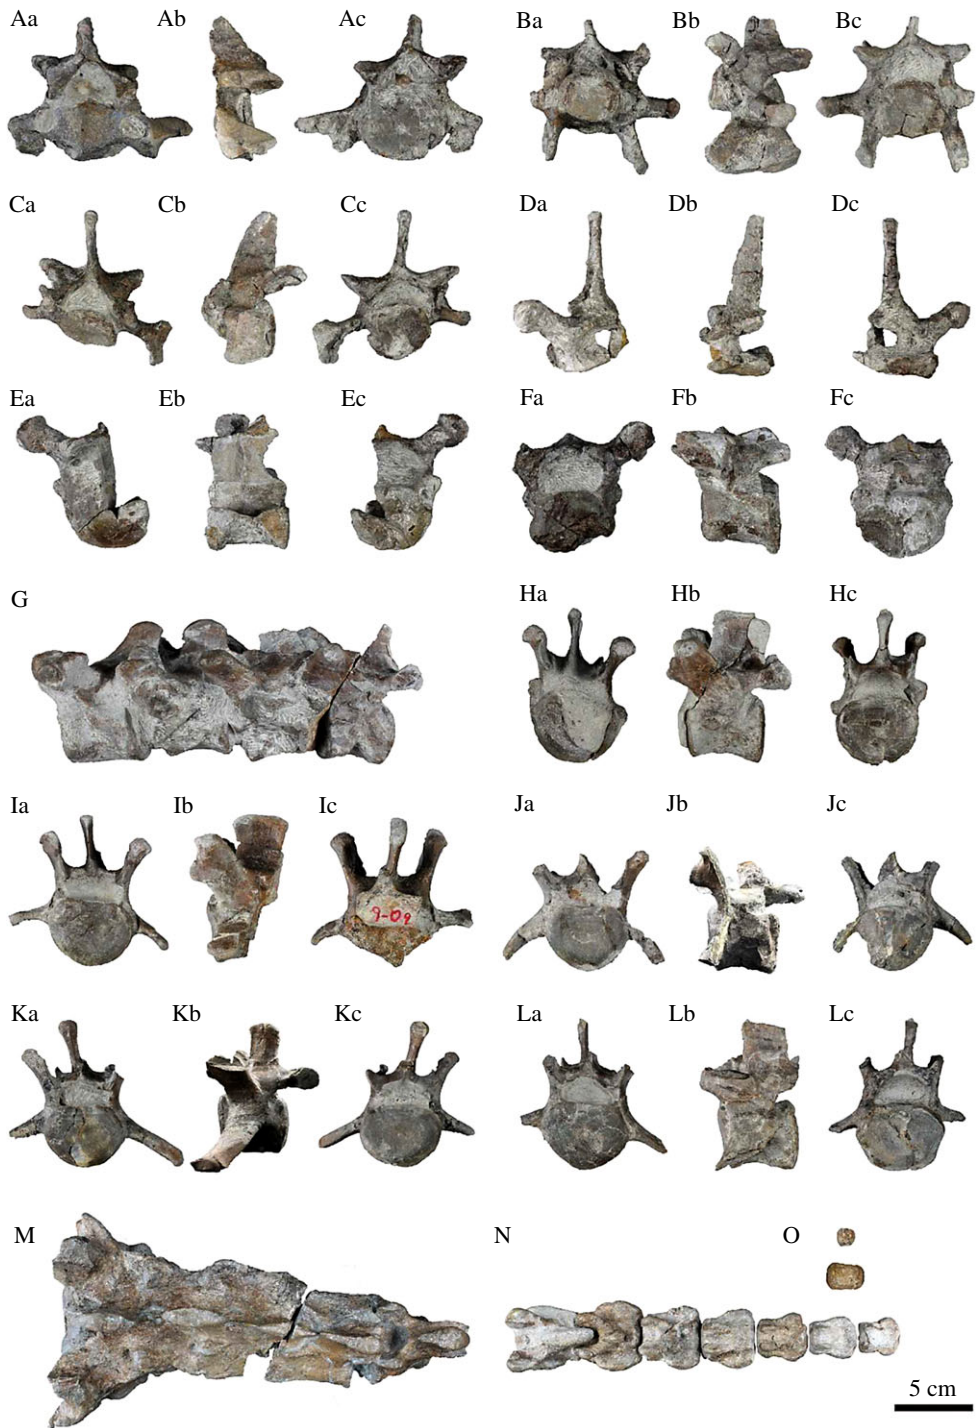 Aa Ab Ac Ba Bb Bc
Ca Cb Cc Da Db Dc
Ea Eb Ec Fa Fb Fc
G Ha Hb Hc
Ia Ib Ic Ja Jb Jc
Ka Kb Kc La Lb Lc
M N O
5 cm